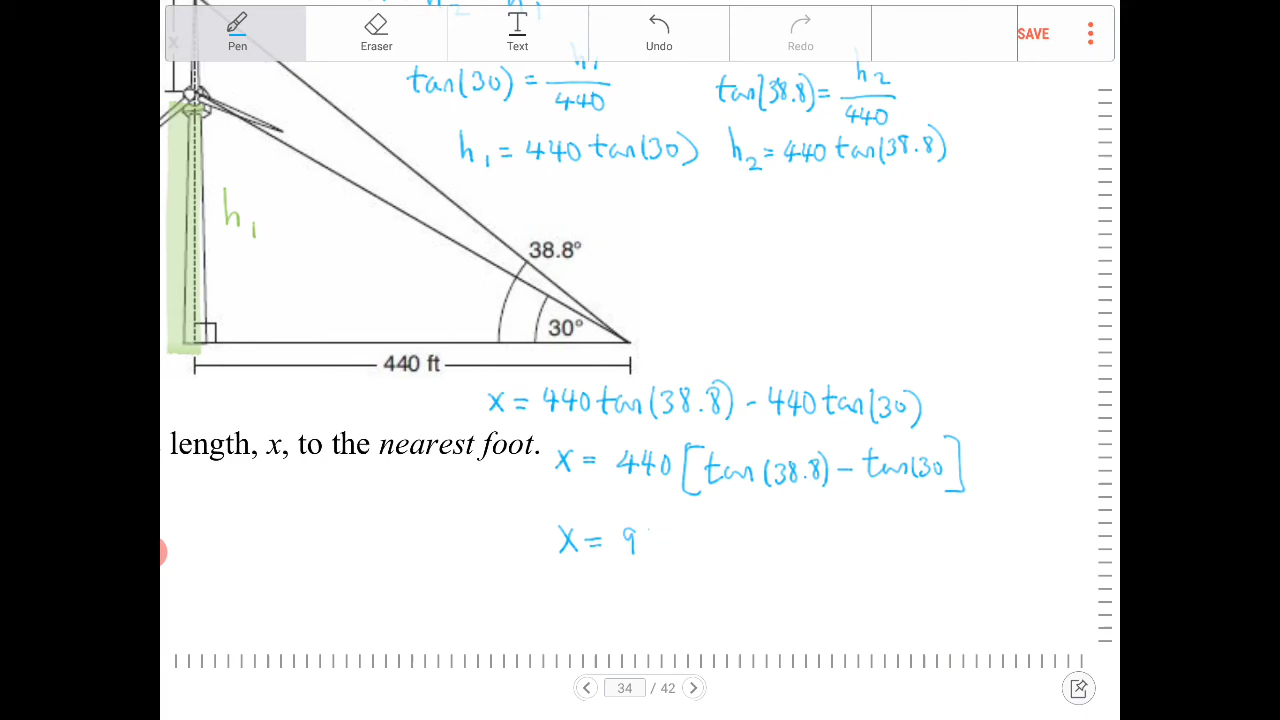 Pen Eraser Text Undo Redo SAVE
x
tan(30) = h1/440 tan(38.8) = h2/440
h1 = 440 tan(30) h2 = 440 tan(38.8)
h1
38.8°
30°
440 ft
x = 440 tan(38.8) - 440 tan(30)
length, x, to the nearest foot.
x = 440 [tan(38.8) - tan(30]
x = 9
34 / 42